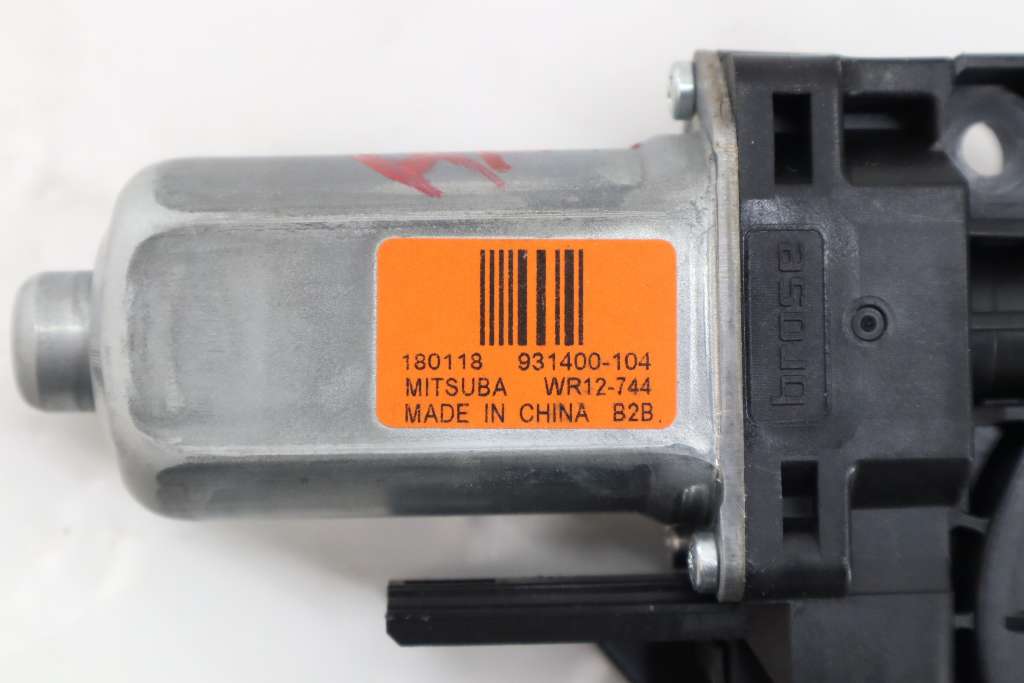 180118 931400-104
MITSUBA WR12-744
MADE IN CHINA B2B.
brose